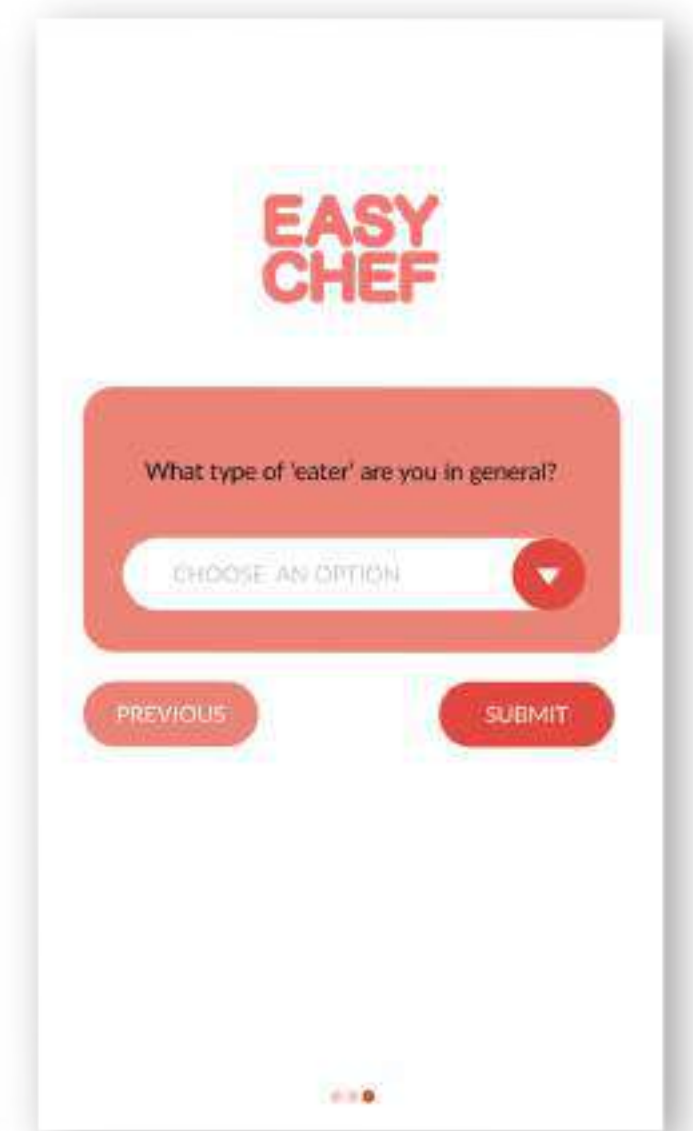 EASY
CHEF
What type of 'eater' are you in general?
CHOOSE AN OPTION
PREVIOUS
SUBMIT